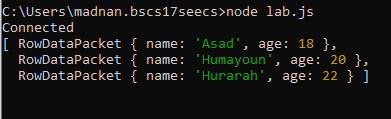 C:\Users\madnan.bscs17seecs>node lab.js
Connected
[ RowDataPacket { name: 'Asad', age: 18 },
  RowDataPacket { name: 'Humayoun', age: 20 },
  RowDataPacket { name: 'Hurarah', age: 22 } ]